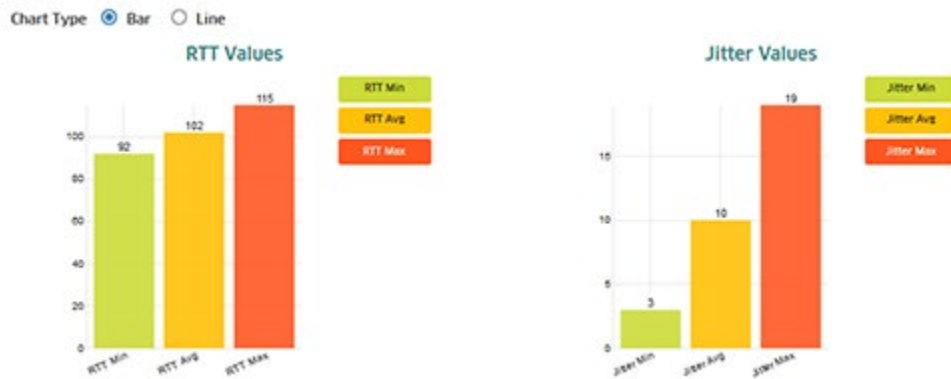 Chart Type Bar Line
RTT Values
RTT Min
RTT Avg
RTT Max
115
102
92
100
80
60
40
20
0
RTT Min RTT Avg RTT Max
Jitter Values
Jitter Min
Jitter Avg
Jitter Max
19
10
3
15
10
5
0
Jitter Min Jitter Avg Jitter Max